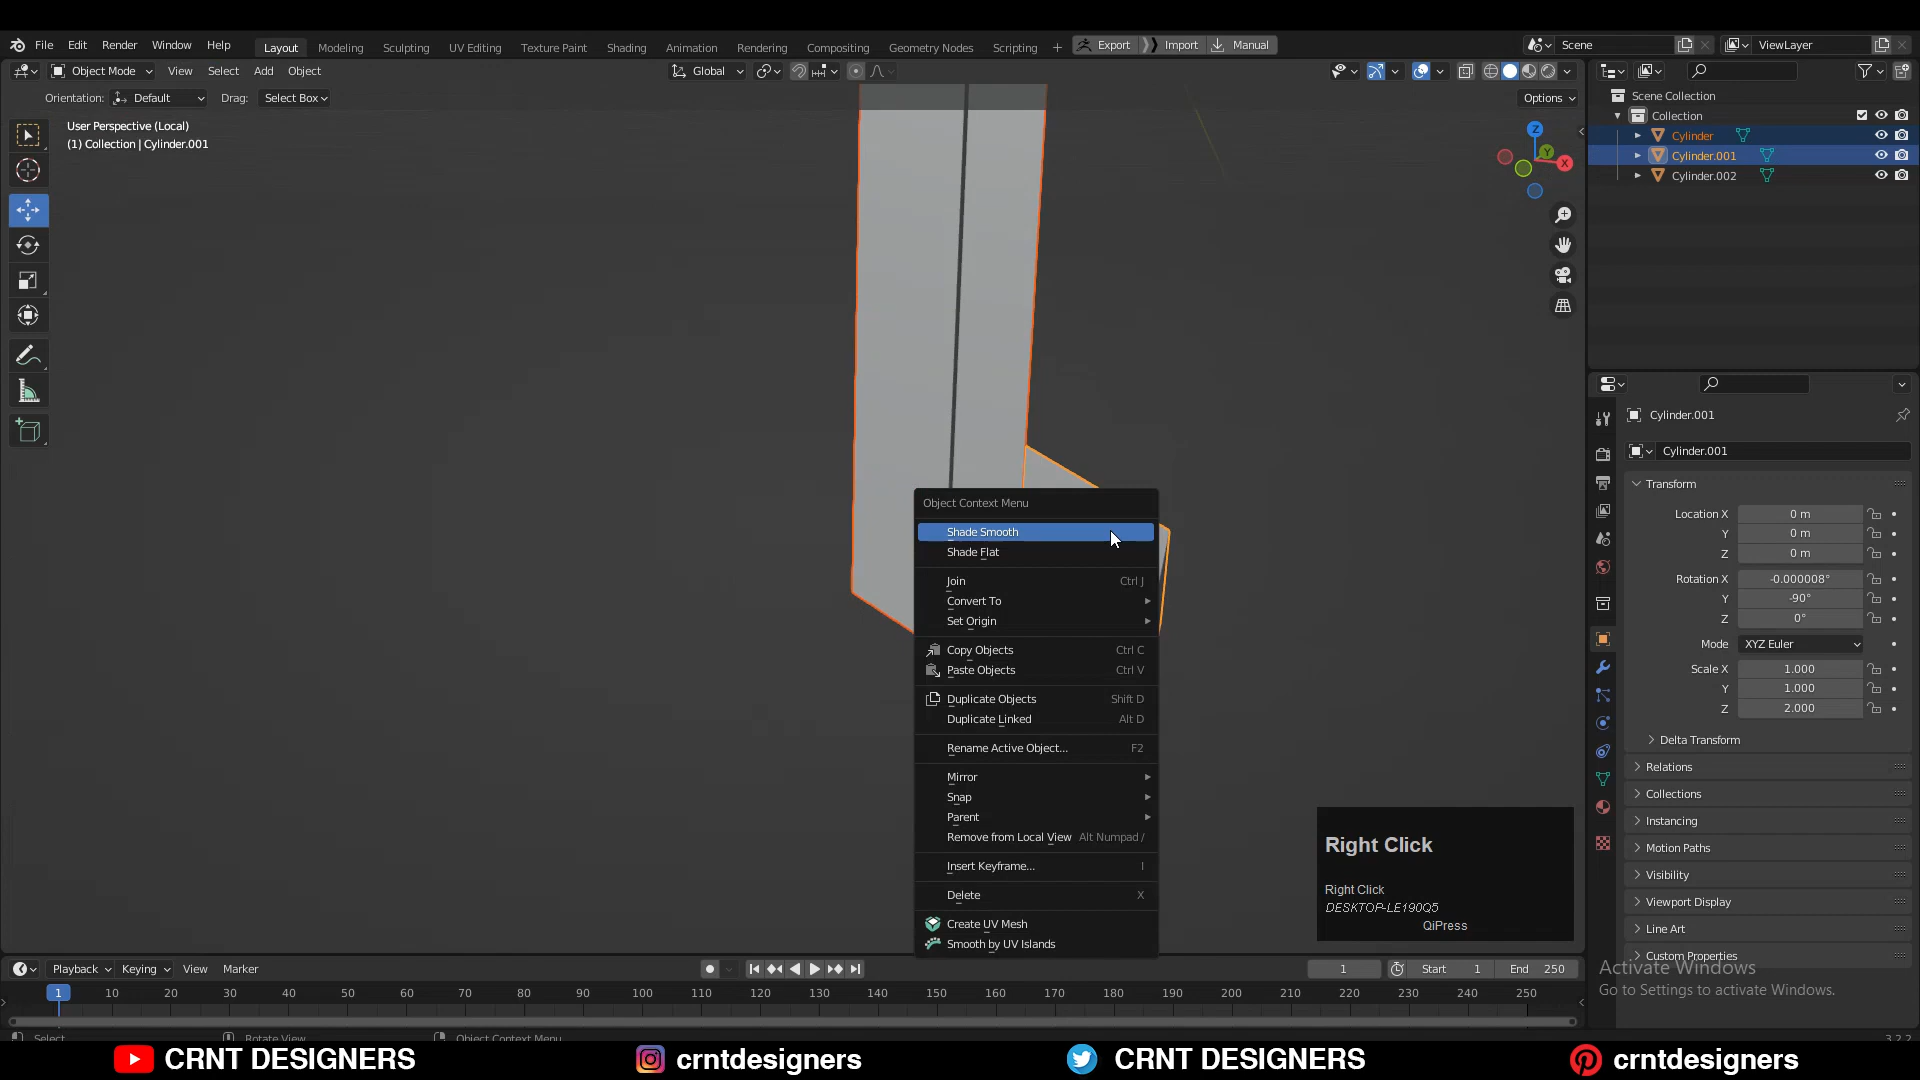 File Edit Render Window Help Layout Modeling Sculpting UV Editing Texture Paint Shading Animation Rendering Compositing Geometry Nodes Scripting + Export Import Manual Scene ViewLayer
Object Mode View Select Add Object Global
Orientation: Default Drag: Select Box Options
User Perspective (Local)
(1) Collection | Cylinder.001
Z
Y
X
Scene Collection
Collection
Cylinder
Cylinder.001
Cylinder.002
Object Context Menu
Shade Smooth
Shade Flat
Join Ctrl J
Convert To
Set Origin
Copy Objects Ctrl C
Paste Objects Ctrl V
Duplicate Objects Shift D
Duplicate Linked Alt D
Rename Active Object... F2
Mirror
Snap
Parent
Remove from Local View Alt Numpad /
Insert Keyframe... I
Delete X
Create UV Mesh
Smooth by UV Islands
Right Click
Right Click
DESKTOP-LE190Q5
QiPress
Cylinder.001
Cylinder.001
Transform
Location X 0 m
Y 0 m
Z 0 m
Rotation X -0.000008°
Y -90°
Z 0°
Mode XYZ Euler
Scale X 1.000
Y 1.000
Z 2.000
Delta Transform
Relations
Collections
Instancing
Motion Paths
Visibility
Viewport Display
Line Art
Custom Properties
Activate Windows
Go to Settings to activate Windows.
Playback Keying View Marker 1 Start 1 End 250
1 10 20 30 40 50 60 70 80 90 100 110 120 130 140 150 160 170 180 190 200 210 220 230 240 250
Select Rotate View Object Context Menu 3.2.2
CRNT DESIGNERS crntdesigners CRNT DESIGNERS crntdesigners